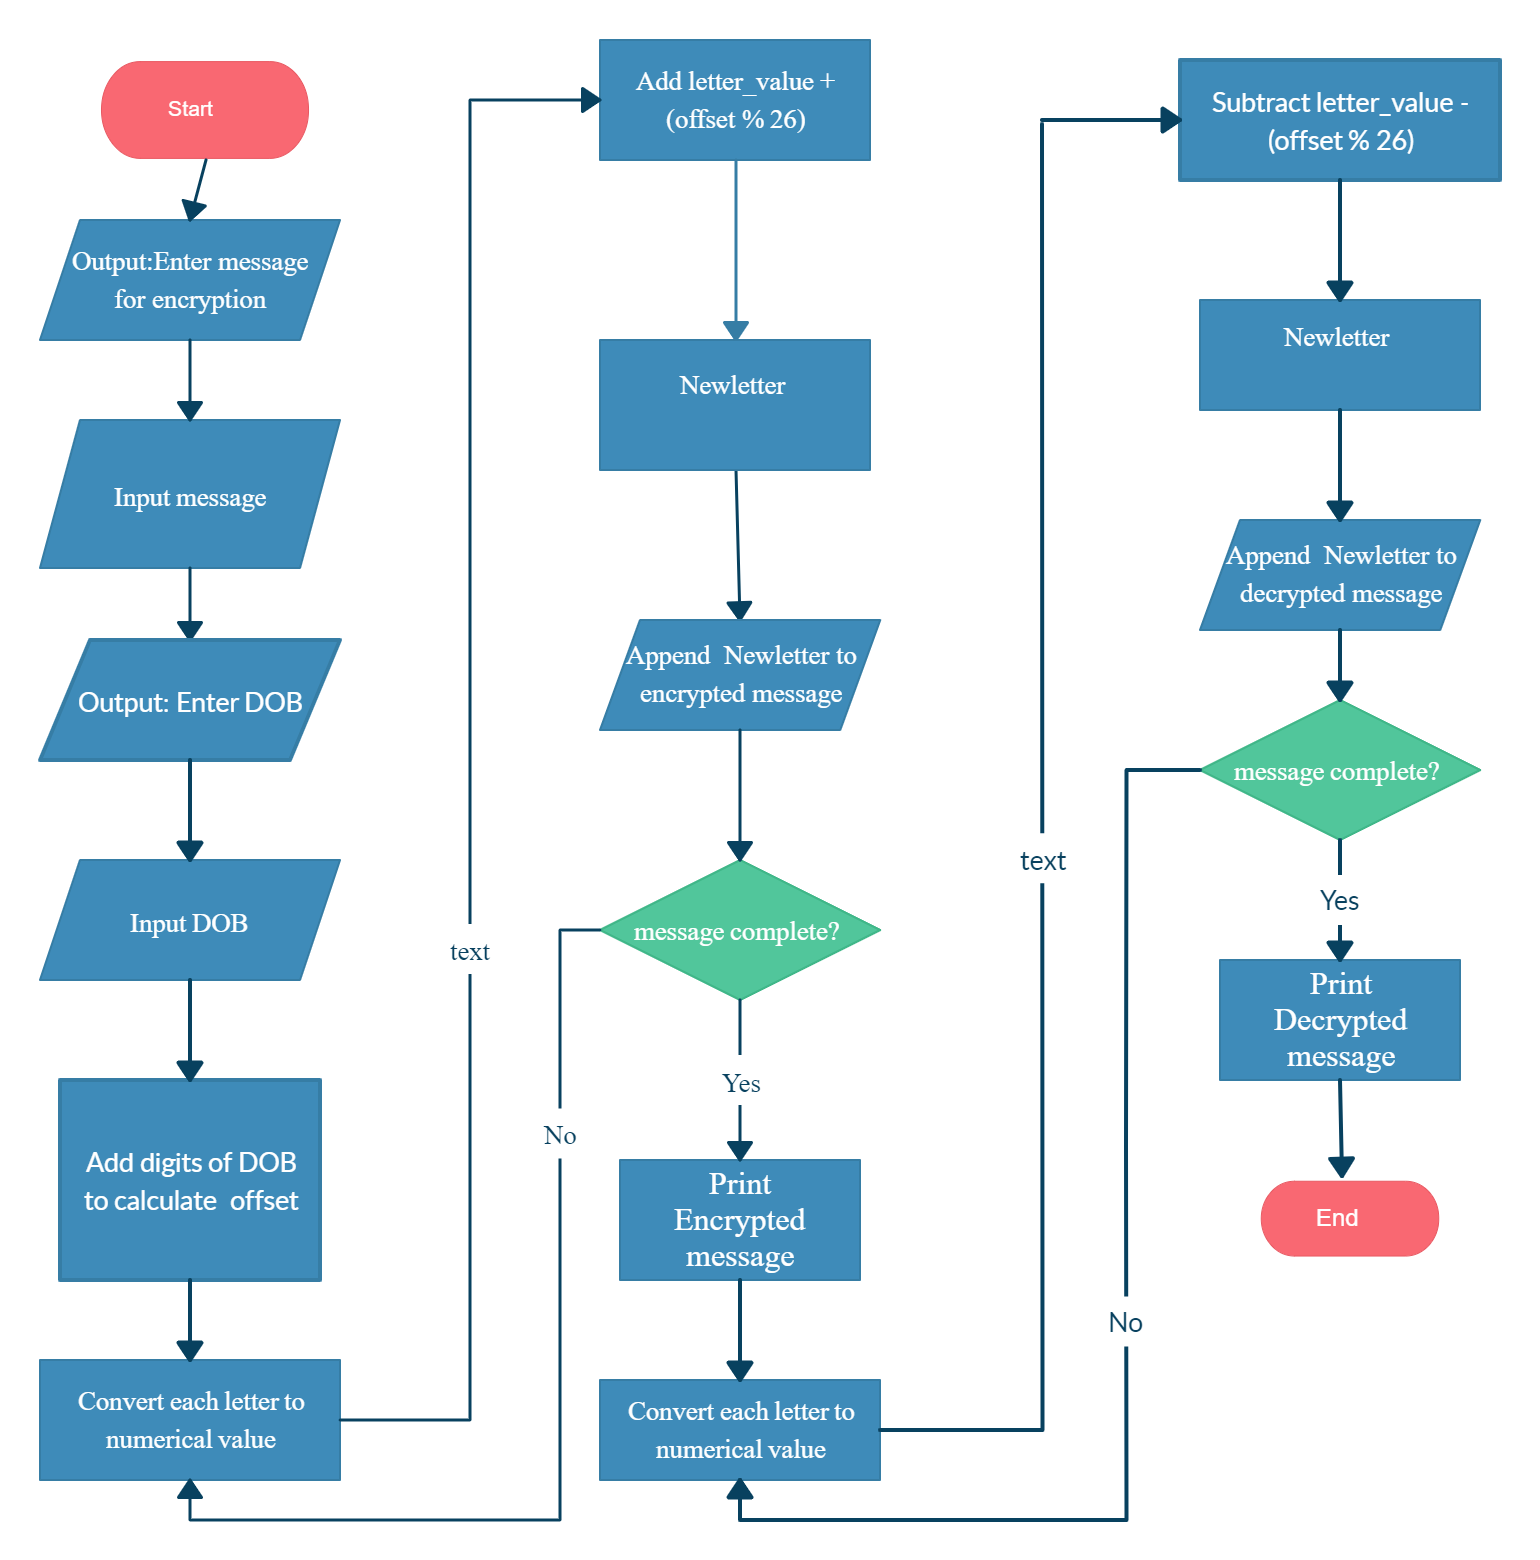 Start
Output:Enter message
for encryption
Input message
Output: Enter DOB
Input DOB
Add digits of DOB
to calculate offset
Convert each letter to
numerical value
text
Add letter_value +
(offset % 26)
Newletter
Append Newletter to
encrypted message
message complete?
No
Yes
Print
Encrypted
message
Convert each letter to
numerical value
text
Subtract letter_value -
(offset % 26)
Newletter
Append Newletter to
decrypted message
message complete?
No
Yes
Print
Decrypted
message
End